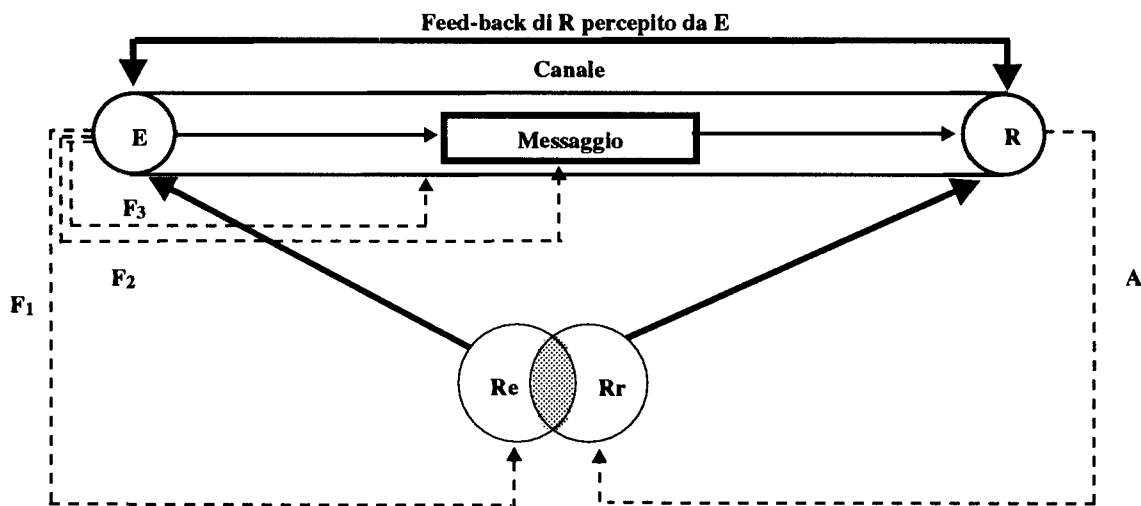 Feed-back di R percepito da E
Canale
E
Messaggio
R
F3
F2
F1
A
Re
Rr